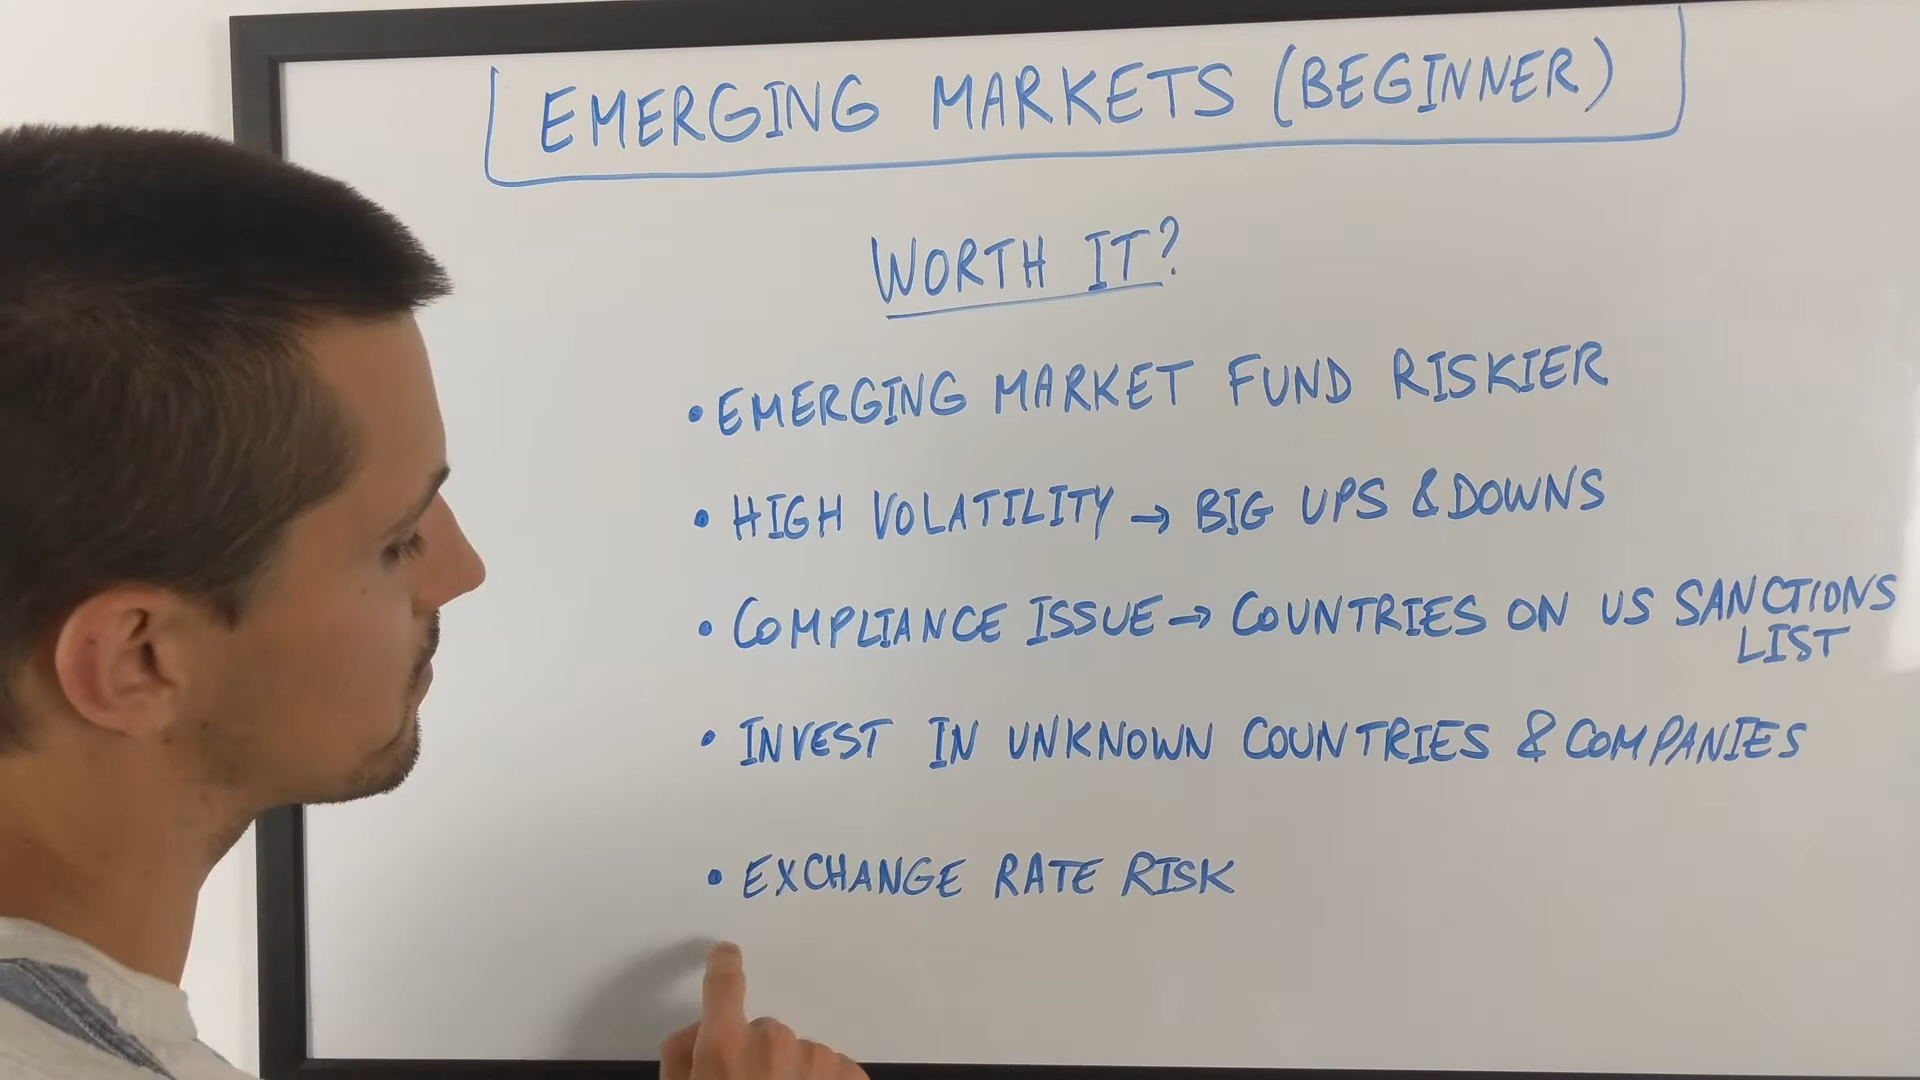 EMERGING MARKETS (BEGINNER)
WORTH IT?
• EMERGING MARKET FUND RISKIER
• HIGH VOLATILITY → BIG UPS & DOWNS
• COMPLIANCE ISSUE → COUNTRIES ON US SANCTIONS
LIST
• INVEST IN UNKNOWN COUNTRIES & COMPANIES
• EXCHANGE RATE RISK